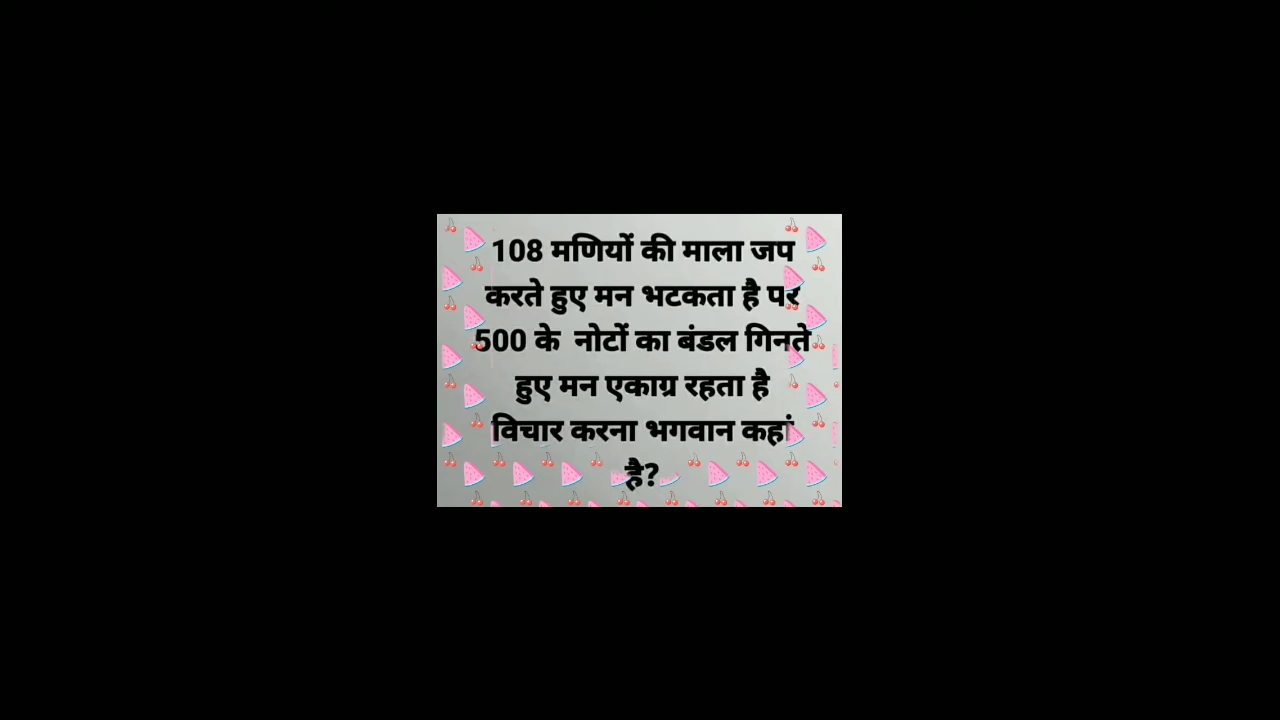 108 मणियों की माला जप
करते हुए मन भटकता है पर
500 के नोटों का बंडल गिनते
हुए मन एकाग्र रहता है
विचार करना भगवान कहां
है?